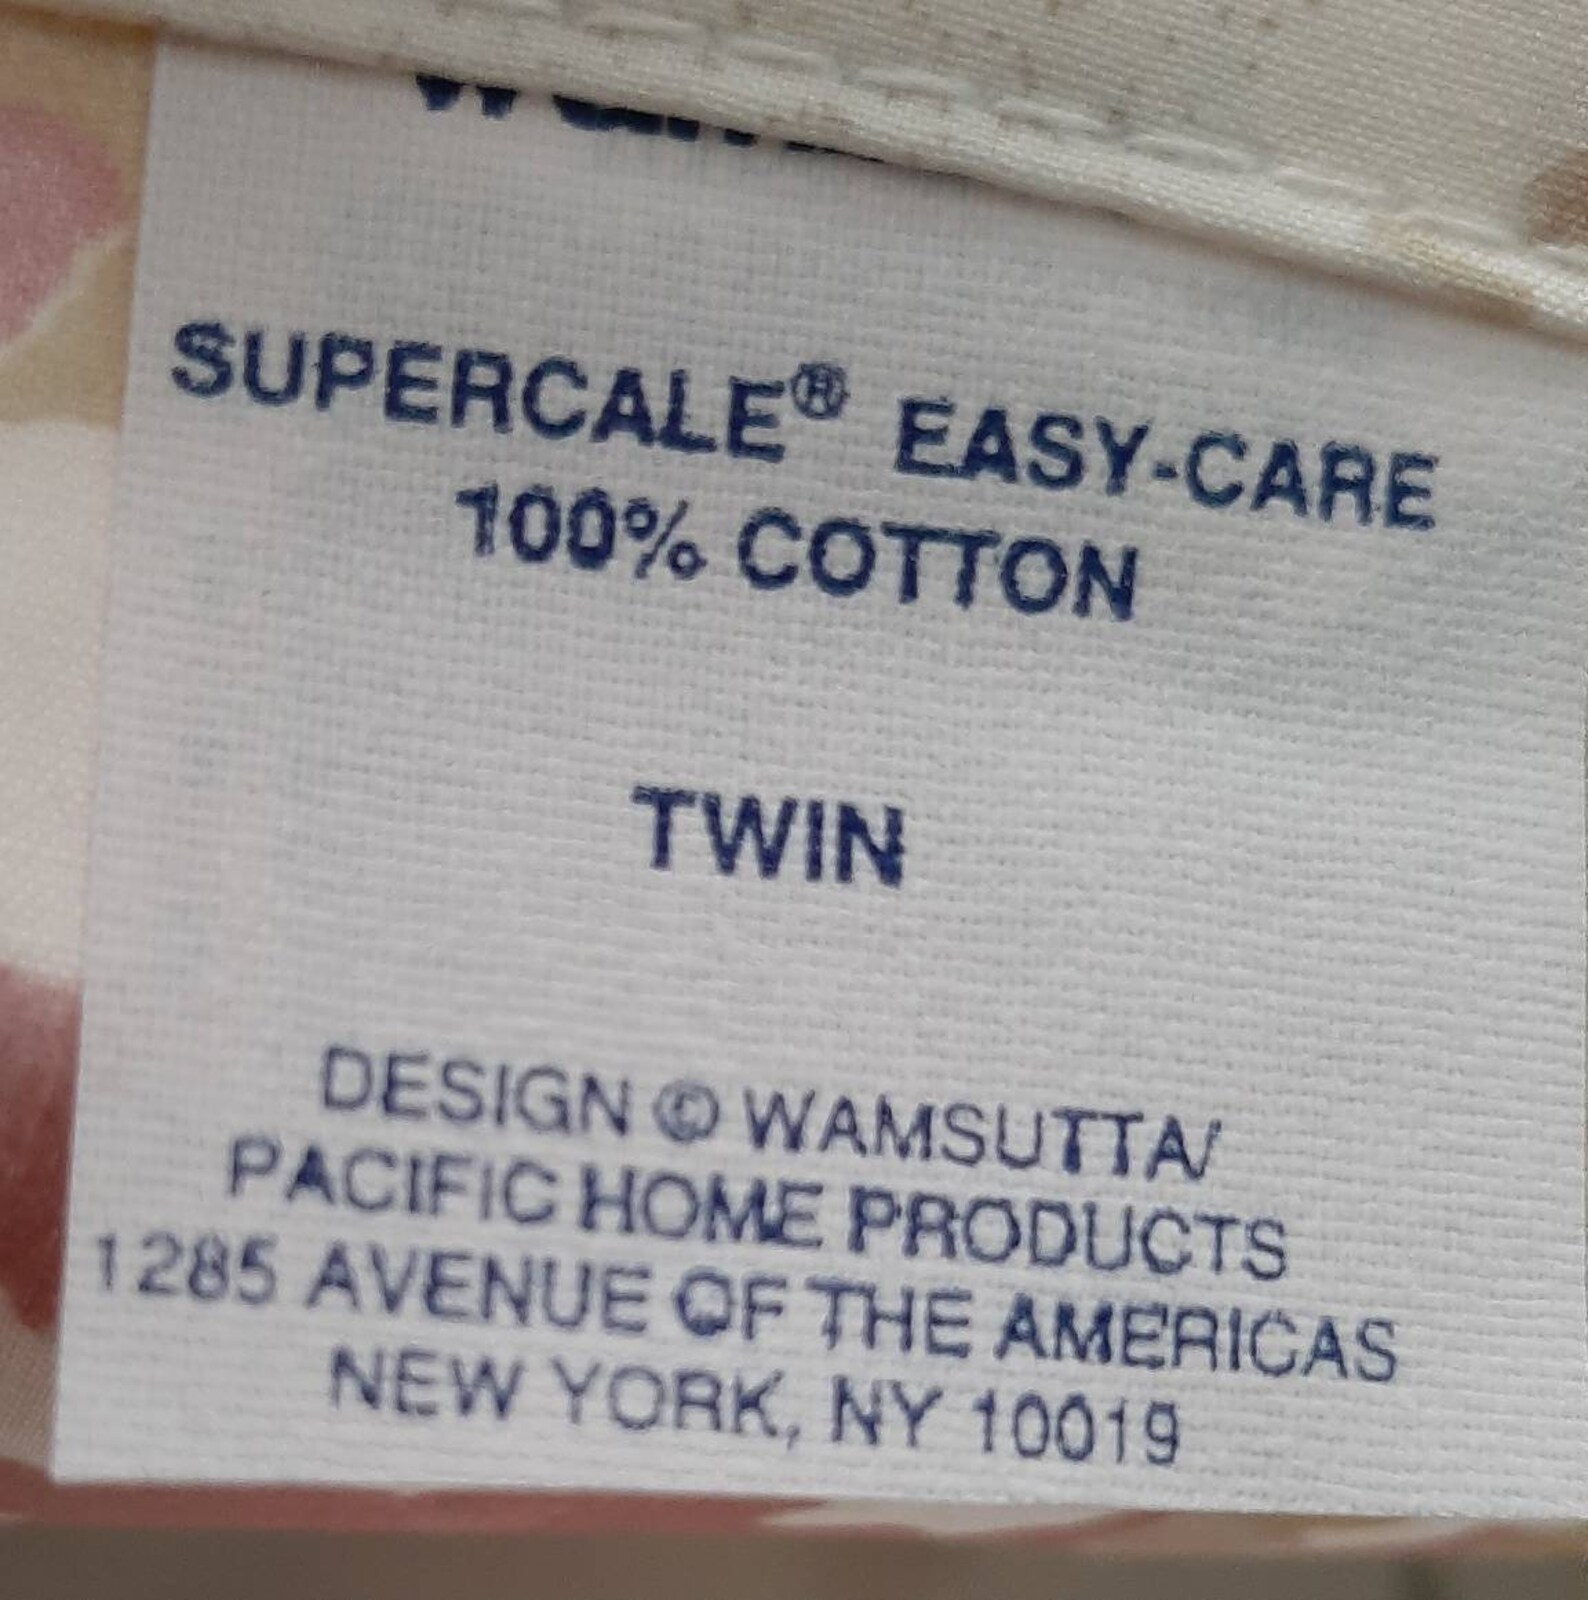 SUPERCALE® EASY-CARE
100% COTTON
TWIN
DESIGN © WAMSUTTA/
PACIFIC HOME PRODUCTS
1285 AVENUE OF THE AMERICAS
NEW YORK, NY 10019